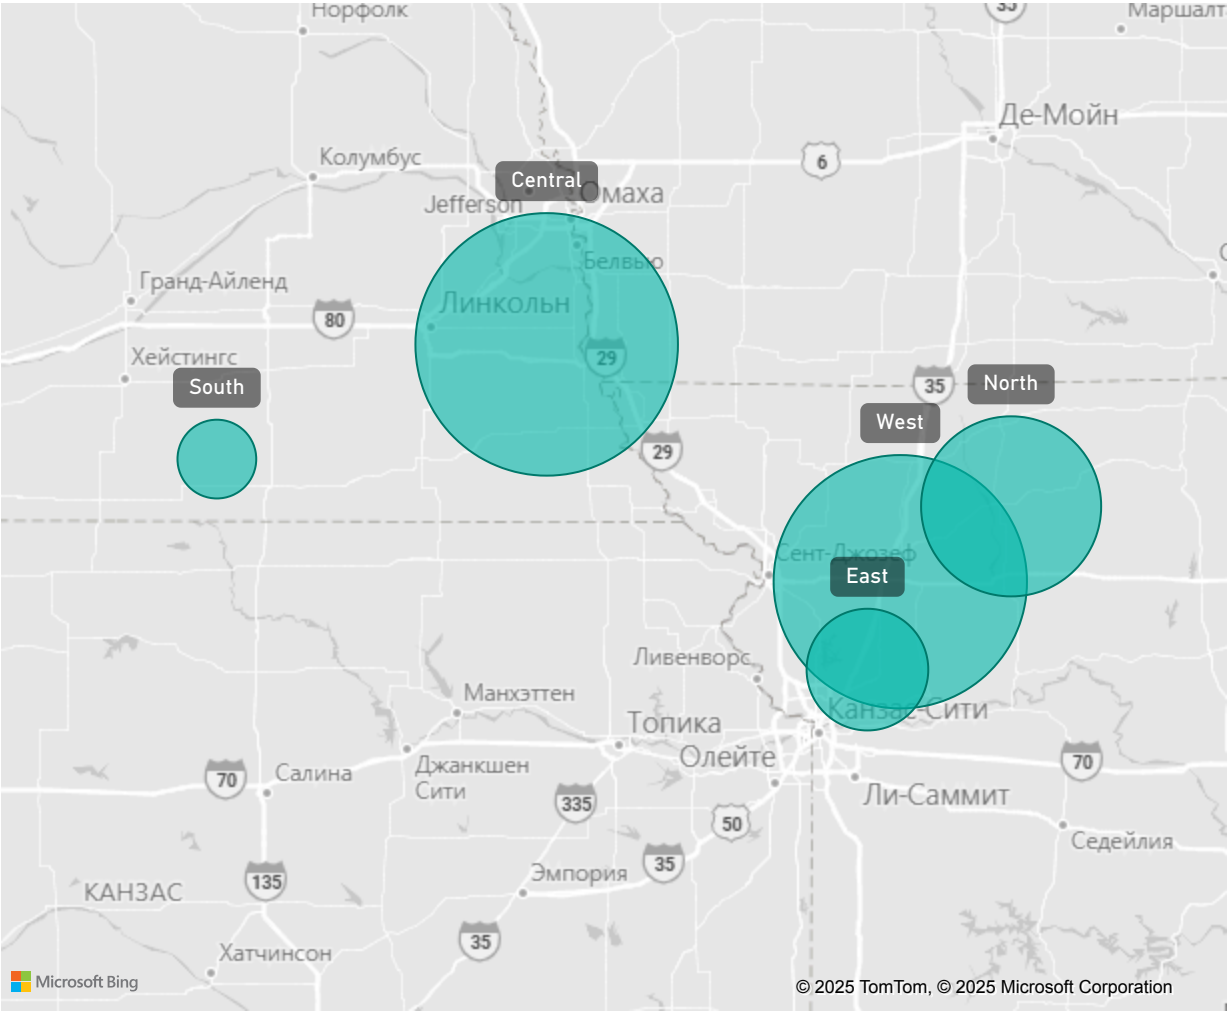 Норфолк
35
Маршалт
Де-Мойн
Колумбус
6
Central
Омаха
Jefferson
Белвью
Гранд-Айленд
Линкольн
80
Хейстингс
29
South
35
North
West
29
Сент-Джозеф
East
Ливенворс
Манхэттен
Канзас-Сити
Топика
Олейте
70
Салина
Джанкшен
Сити
70
335
Ли-Саммит
50
Седейлия
35
Эмпория
135
КАНЗАС
35
Хатчинсон
Microsoft Bing
© 2025 TomTom, © 2025 Microsoft Corporation